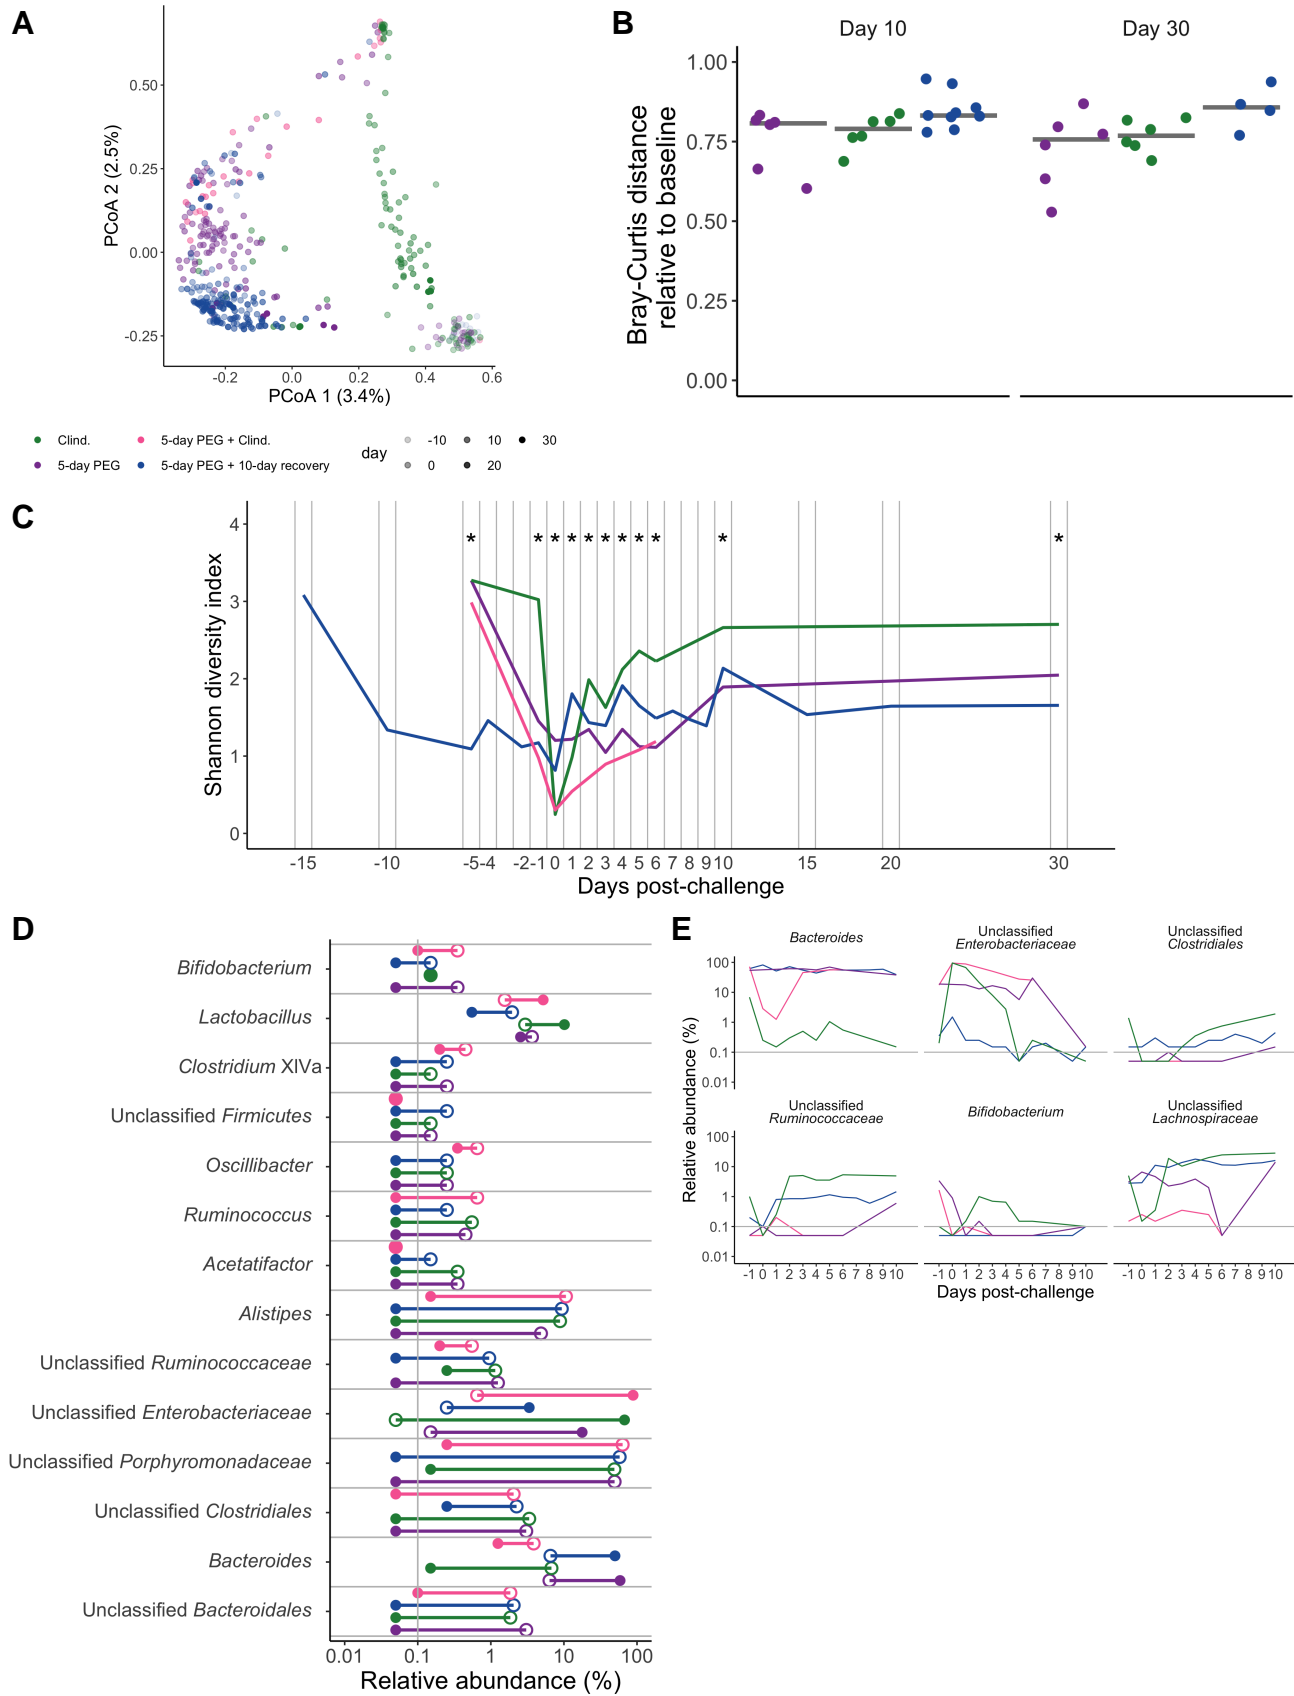 A
PCoA 2 (2.5%)
0.50
0.25
0.00
-0.25
-0.2 0.0 0.2 0.4 0.6
PCoA 1 (3.4%)
Clind. 5-day PEG + Clind.
5-day PEG 5-day PEG + 10-day recovery
day
-10 10 30
0 20
B
Day 10 Day 30
Bray-Curtis distance
relative to baseline
1.00
0.75
0.50
0.25
0.00
C
Shannon diversity index
4
3
2
1
0
* * * * * * * * * * *
-15 -10 -5 -4 -2 -1 0 1 2 3 4 5 6 7 8 9 10 15 20 30
Days post-challenge
D
Bifidobacterium
Lactobacillus
Clostridium XIVa
Unclassified Firmicutes
Oscillibacter
Ruminococcus
Acetatifactor
Alistipes
Unclassified Ruminococcaceae
Unclassified Enterobacteriaceae
Unclassified Porphyromonadaceae
Unclassified Clostridiales
Bacteroides
Unclassified Bacteroidales
0.01 0.1 1 10 100
Relative abundance (%)
E
Relative abundance (%)
Bacteroides
Unclassified
Enterobacteriaceae
Unclassified
Clostridiales
100
10
1
0.1
0.01
Unclassified
Ruminococcaceae
Bifidobacterium
Unclassified
Lachnospiraceae
100
10
1
0.1
0.01
-1 0 1 2 3 4 5 6 7 8 9 10
-1 0 1 2 3 4 5 6 7 8 9 10
-1 0 1 2 3 4 5 6 7 8 9 10
Days post-challenge